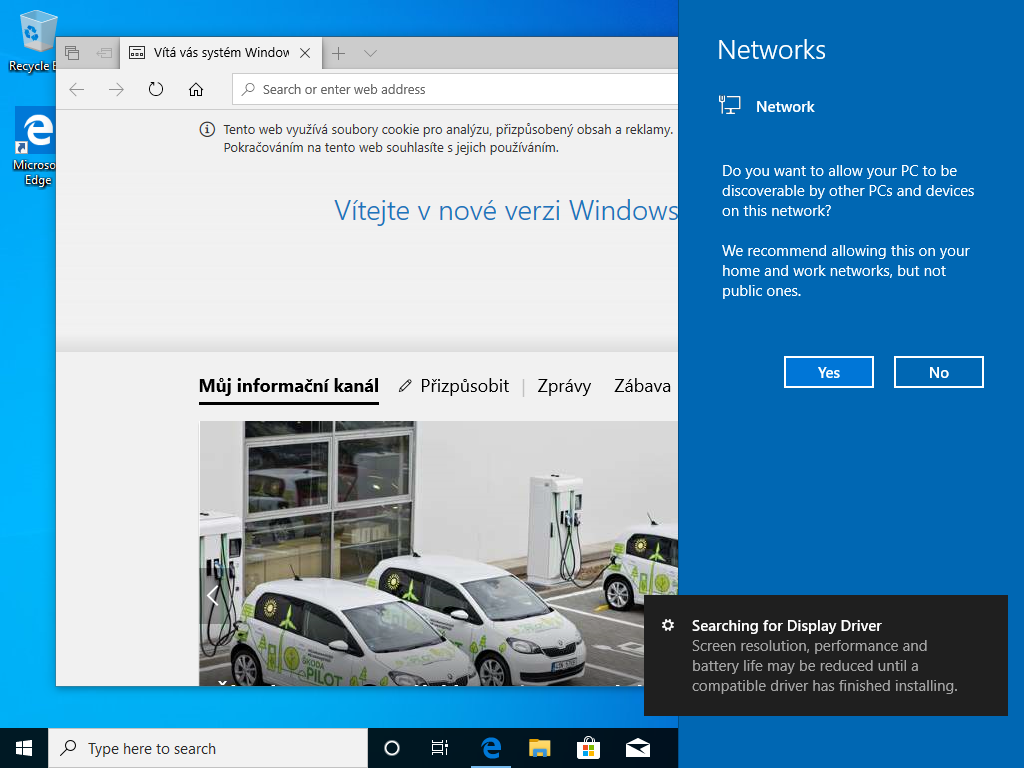 Recycle
Microso
Edge
Vítá vás systém Window
Search or enter web address
Tento web využívá soubory cookie pro analýzu, přizpůsobený obsah a reklamy.
Pokračováním na tento web souhlasíte s jejich používáním.
Vítejte v nové verzi Windows
Můj informační kanál
Přizpůsobit
Zprávy
Zábava
ŠKODA
PILOT
Networks
Network
Do you want to allow your PC to be
discoverable by other PCs and devices
on this network?
We recommend allowing this on your
home and work networks, but not
public ones.
Yes
No
Searching for Display Driver
Screen resolution, performance and
battery life may be reduced until a
compatible driver has finished installing.
Type here to search